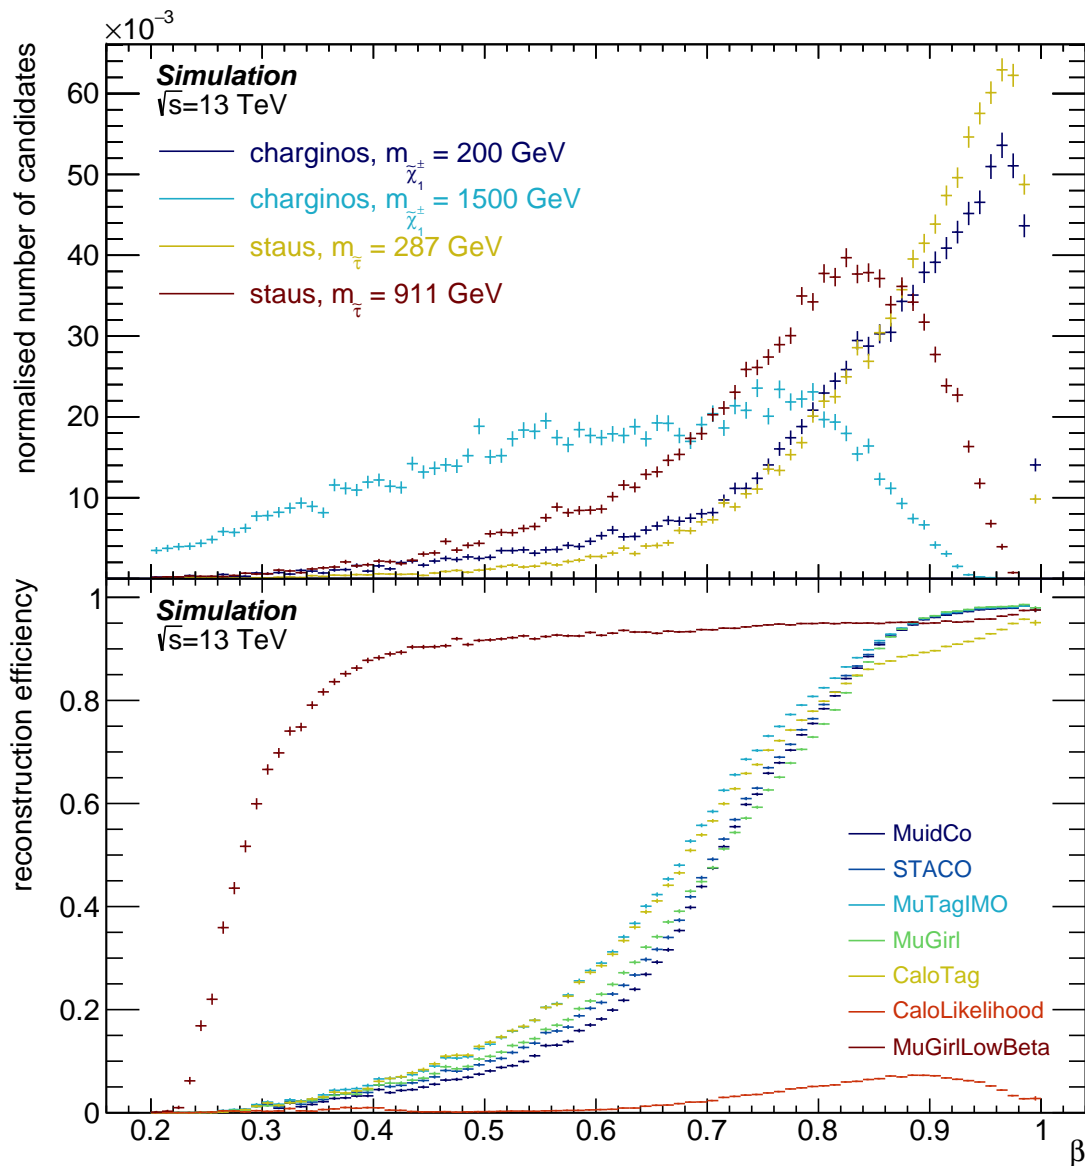 ×10⁻³
normalised number of candidates
60
50
40
30
20
10
Simulation
√s=13 TeV
charginos, m_χ̃₁± = 200 GeV
charginos, m_χ̃₁± = 1500 GeV
staus, m_τ̃ = 287 GeV
staus, m_τ̃ = 911 GeV
reconstruction efficiency
1
0.8
0.6
0.4
0.2
0
Simulation
√s=13 TeV
MuidCo
STACO
MuTagIMO
MuGirl
CaloTag
CaloLikelihood
MuGirlLowBeta
0.2 0.3 0.4 0.5 0.6 0.7 0.8 0.9 1
β